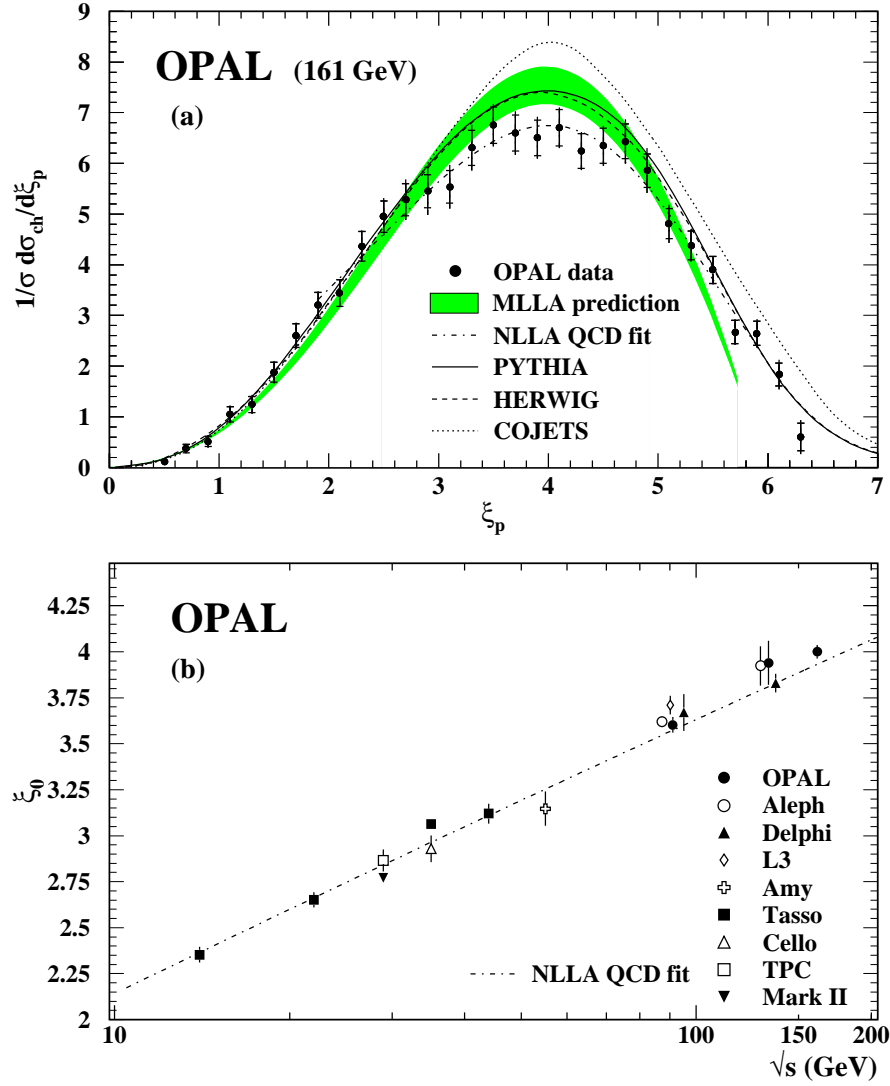 OPAL (161 GeV)
(a)
1/σ dσch/dξp
9
8
7
6
5
4
3
2
1
0
OPAL data
MLLA prediction
NLLA QCD fit
PYTHIA
HERWIG
COJETS
0 1 2 3 4 5 6 7
ξp
OPAL
(b)
ξ0
4.25
4
3.75
3.5
3.25
3
2.75
2.5
2.25
2
OPAL
Aleph
Delphi
L3
Amy
Tasso
Cello
TPC
Mark II
NLLA QCD fit
10 100 150 200
√s (GeV)